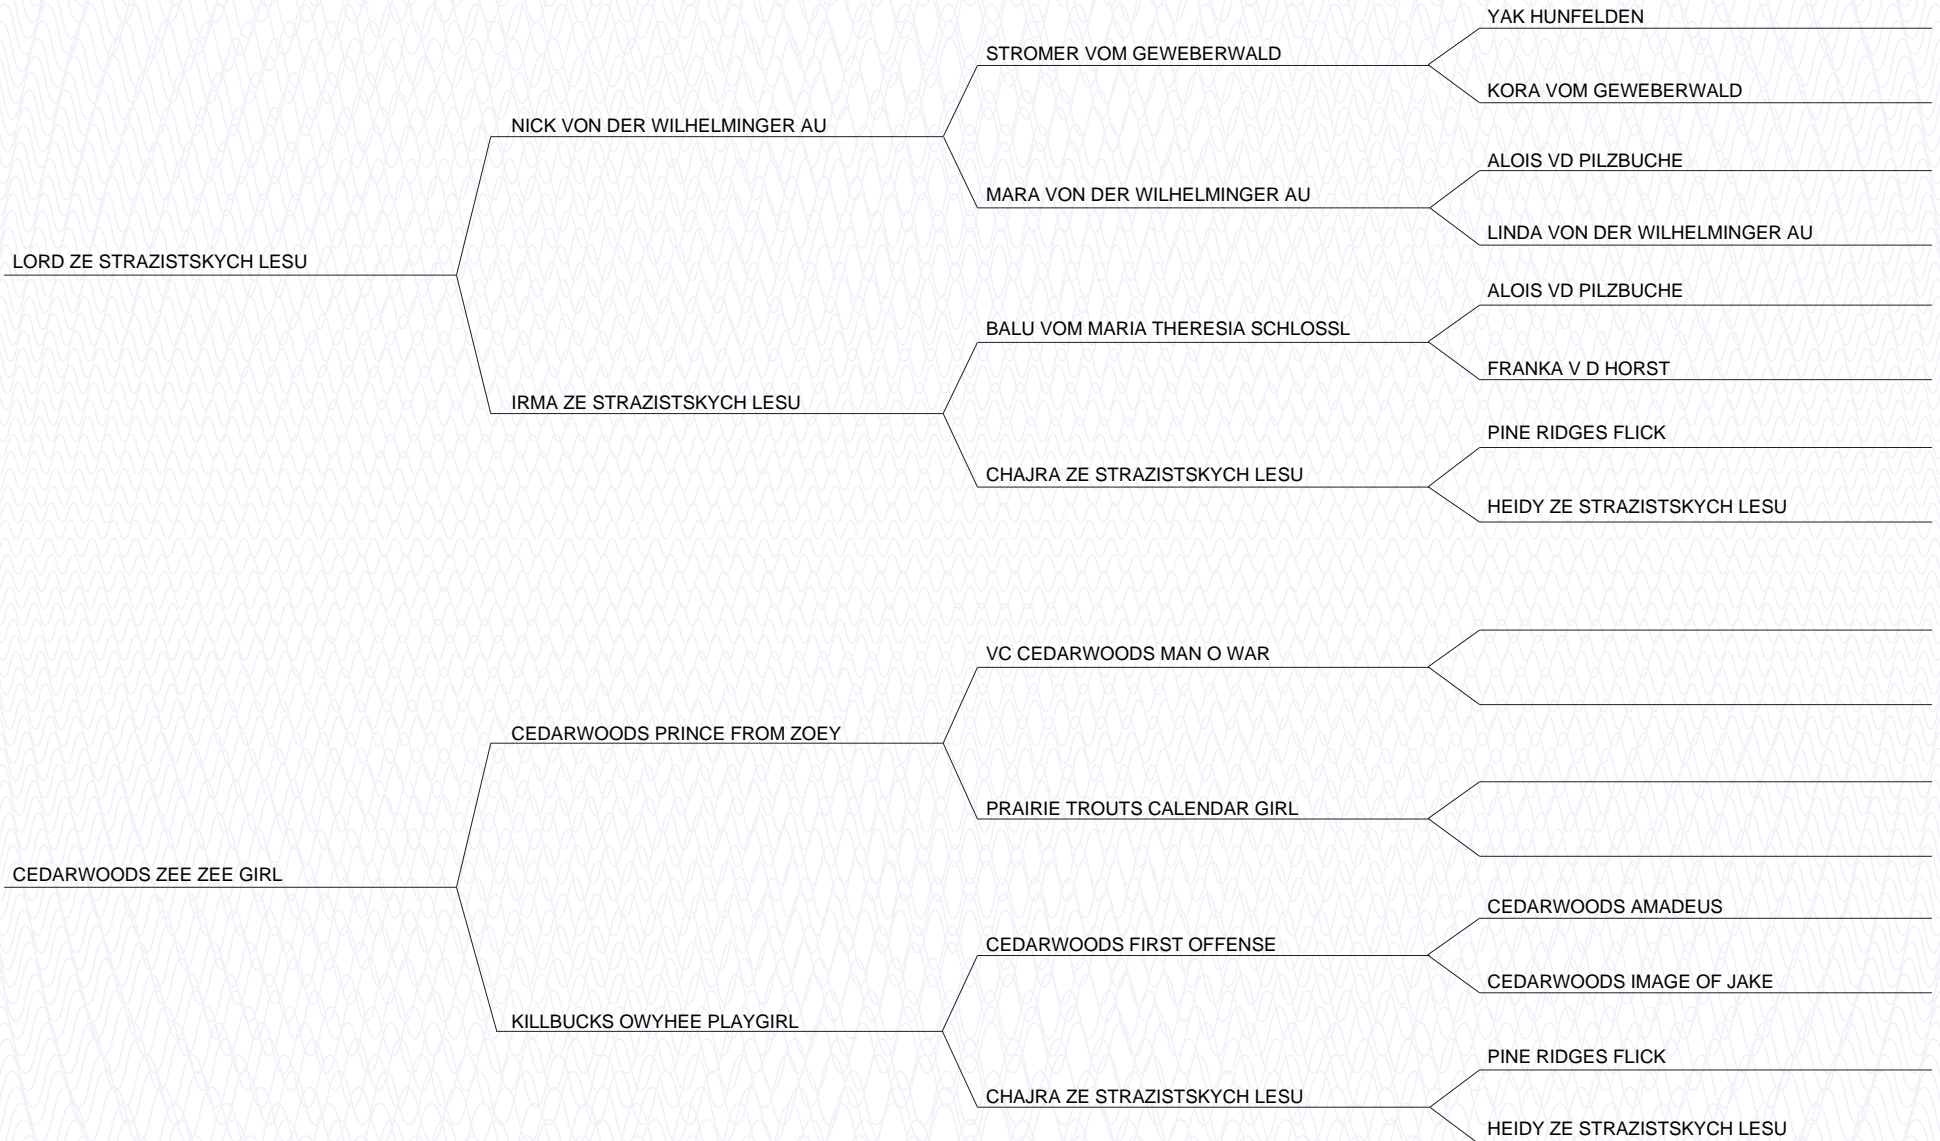 YAK HUNFELDEN
STROMER VOM GEWEBERWALD
KORA VOM GEWEBERWALD
NICK VON DER WILHELMINGER AU
ALOIS VD PILZBUCHE
MARA VON DER WILHELMINGER AU
LINDA VON DER WILHELMINGER AU
LORD ZE STRAZISTSKYCH LESU
ALOIS VD PILZBUCHE
BALU VOM MARIA THERESIA SCHLOSSL
FRANKA V D HORST
IRMA ZE STRAZISTSKYCH LESU
PINE RIDGES FLICK
CHAJRA ZE STRAZISTSKYCH LESU
HEIDY ZE STRAZISTSKYCH LESU
VC CEDARWOODS MAN O WAR
CEDARWOODS PRINCE FROM ZOEY
PRAIRIE TROUTS CALENDAR GIRL
CEDARWOODS ZEE ZEE GIRL
CEDARWOODS AMADEUS
CEDARWOODS FIRST OFFENSE
CEDARWOODS IMAGE OF JAKE
KILLBUCKS OWYHEE PLAYGIRL
PINE RIDGES FLICK
CHAJRA ZE STRAZISTSKYCH LESU
HEIDY ZE STRAZISTSKYCH LESU